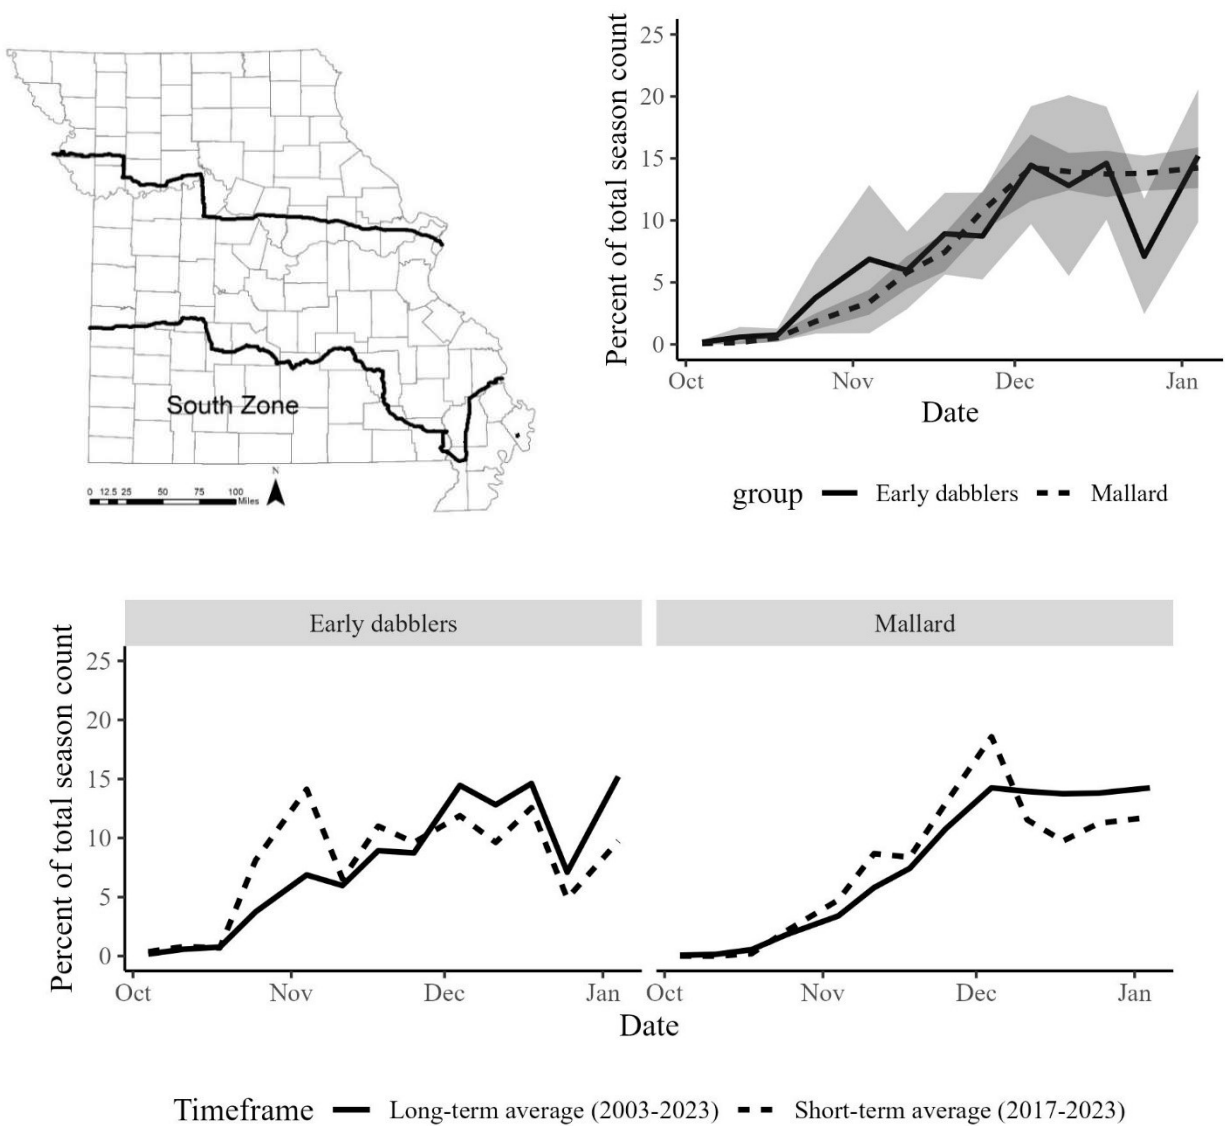 South Zone
N
0 12.5 25 50 75 100
Miles
Percent of total season count
25
20
15
10
5
0
Oct Nov Dec Jan
Date
group Early dabblers Mallard
Early dabblers Mallard
Percent of total season count
25
20
15
10
5
0
Oct Nov Dec Jan Oct Nov Dec Jan
Date
Timeframe Long-term average (2003-2023) Short-term average (2017-2023)